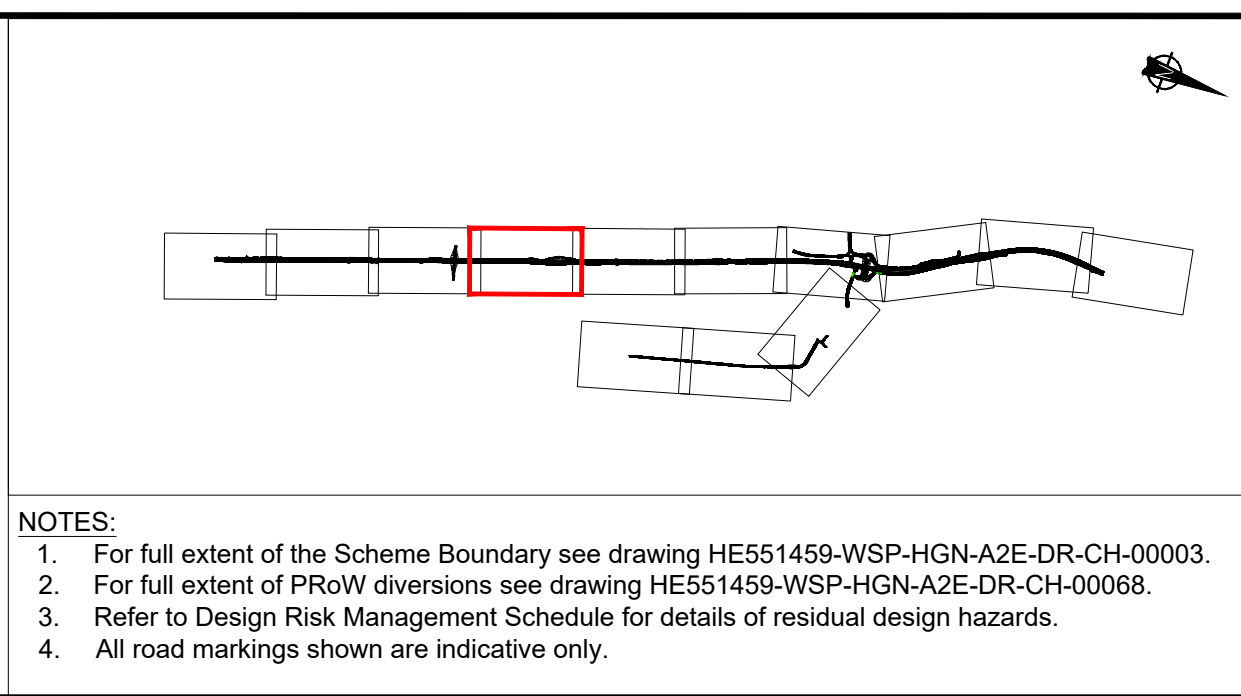 N
NOTES:
1. For full extent of the Scheme Boundary see drawing HE551459-WSP-HGN-A2E-DR-CH-00003.
2. For full extent of PRoW diversions see drawing HE551459-WSP-HGN-A2E-DR-CH-00068.
3. Refer to Design Risk Management Schedule for details of residual design hazards.
4. All road markings shown are indicative only.